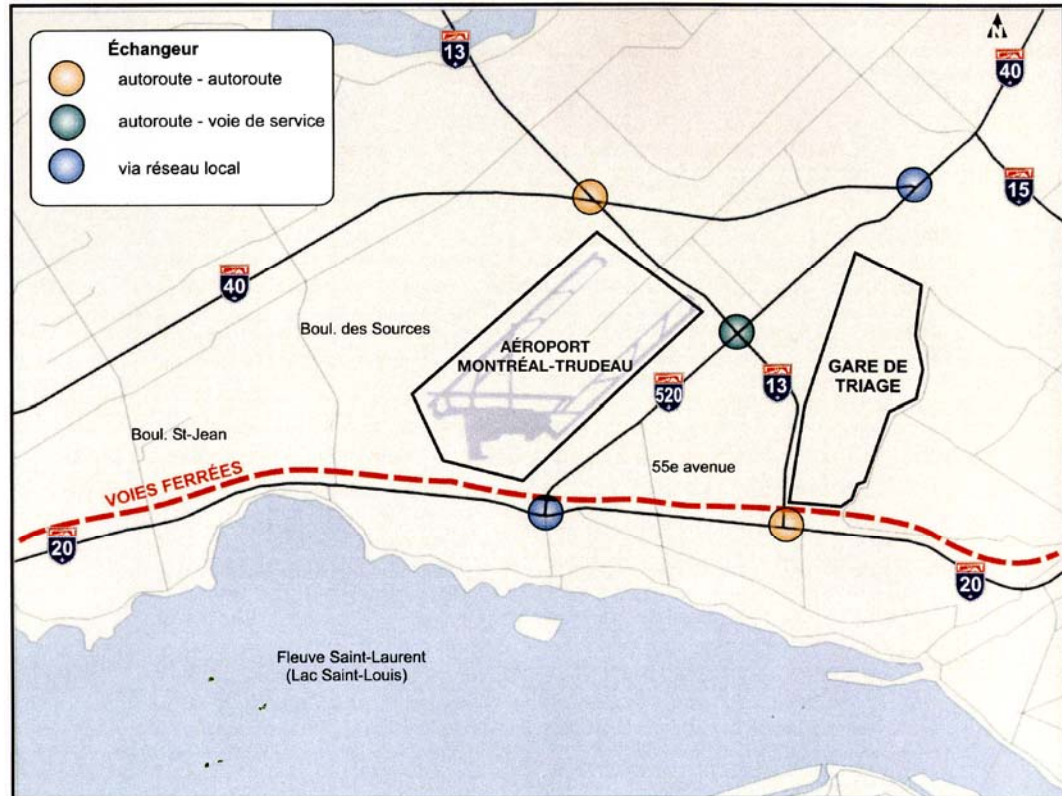 Échangeur
autoroute - autoroute
autoroute - voie de service
via réseau local
13
N
40
15
40
Boul. des Sources
AÉROPORT
MONTRÉAL-TRUDEAU
520
13
GARE DE
TRIAGE
Boul. St-Jean
55e avenue
VOIES FERRÉES
20
20
Fleuve Saint-Laurent
(Lac Saint-Louis)